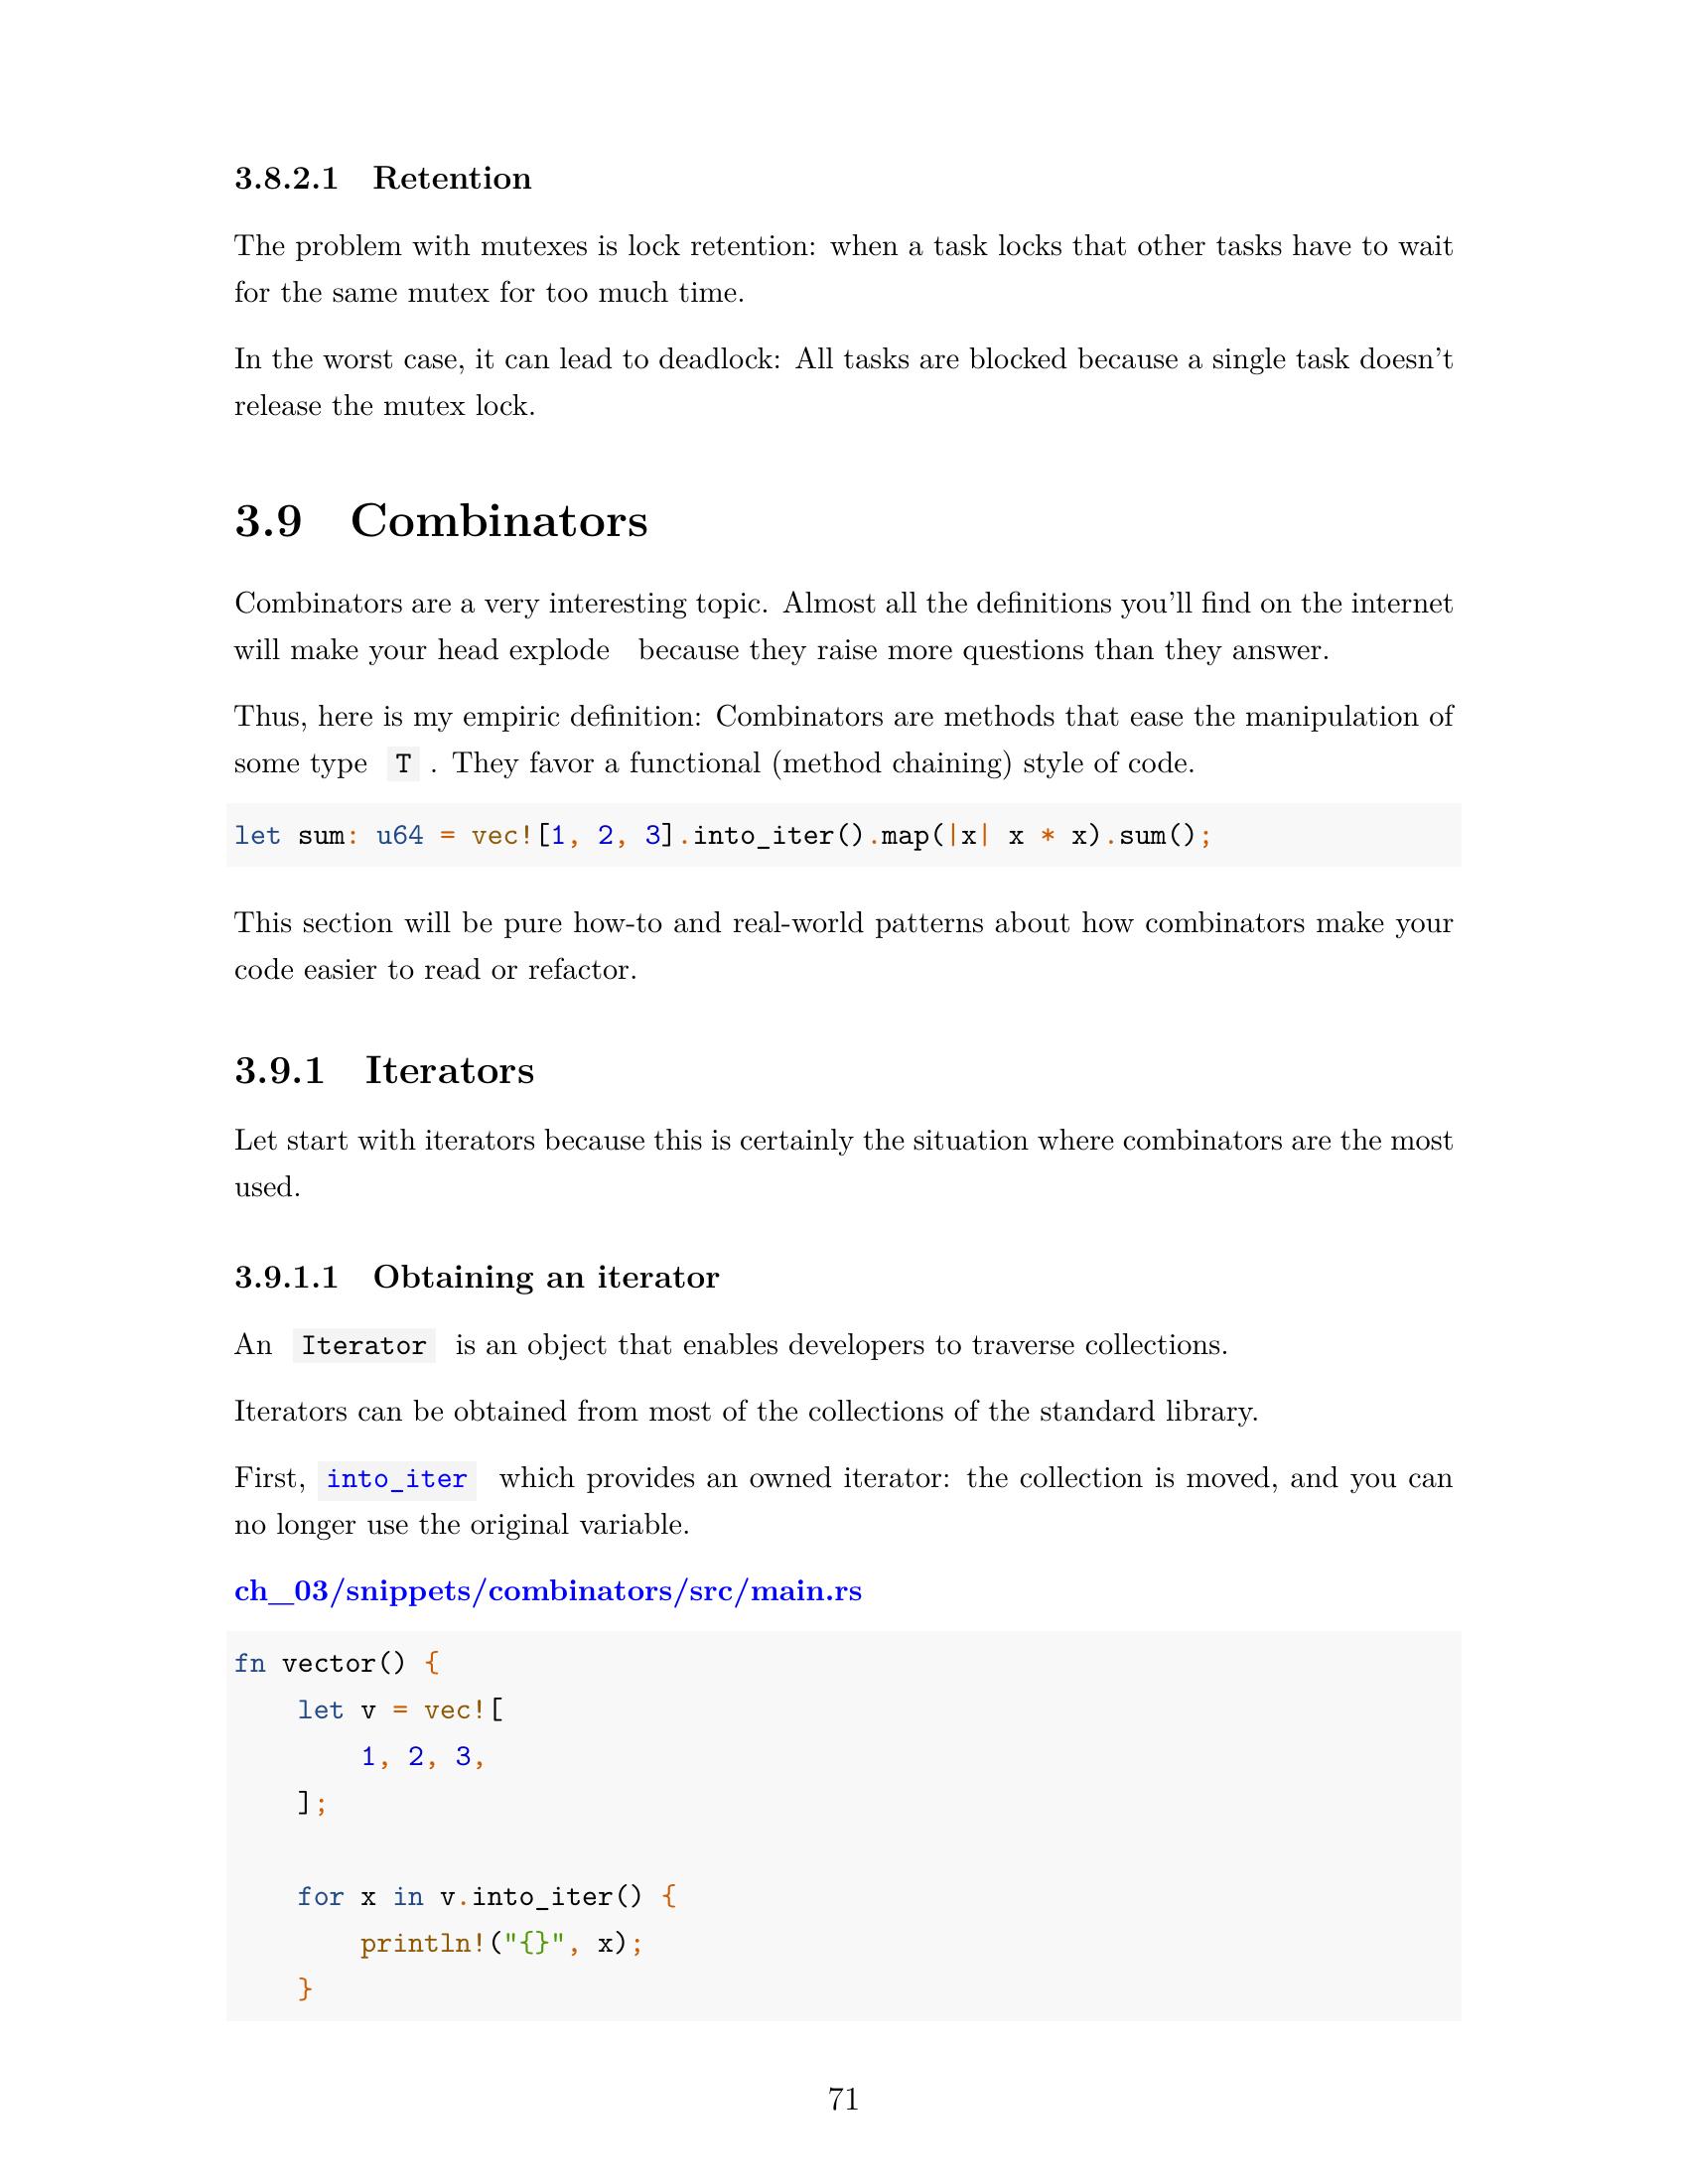 3.8.2.1 Retention
The problem with mutexes is lock retention: when a task locks that other tasks have to wait
for the same mutex for too much time.
In the worst case, it can lead to deadlock: All tasks are blocked because a single task doesn't
release the mutex lock.
3.9 Combinators
Combinators are a very interesting topic. Almost all the definitions you'll find on the internet
will make your head explode because they raise more questions than they answer.
Thus, here is my empiric definition: Combinators are methods that ease the manipulation of
some type T . They favor a functional (method chaining) style of code.
let sum: u64 = vec![1, 2, 3].into_iter().map(|x| x * x).sum();
This section will be pure how-to and real-world patterns about how combinators make your
code easier to read or refactor.
3.9.1 Iterators
Let start with iterators because this is certainly the situation where combinators are the most
used.
3.9.1.1 Obtaining an iterator
An Iterator is an object that enables developers to traverse collections.
Iterators can be obtained from most of the collections of the standard library.
First, into_iter which provides an owned iterator: the collection is moved, and you can
no longer use the original variable.
ch_03/snippets/combinators/src/main.rs
fn vector() {
    let v = vec![
        1, 2, 3,
    ];
    for x in v.into_iter() {
        println!("{}", x);
    }
71